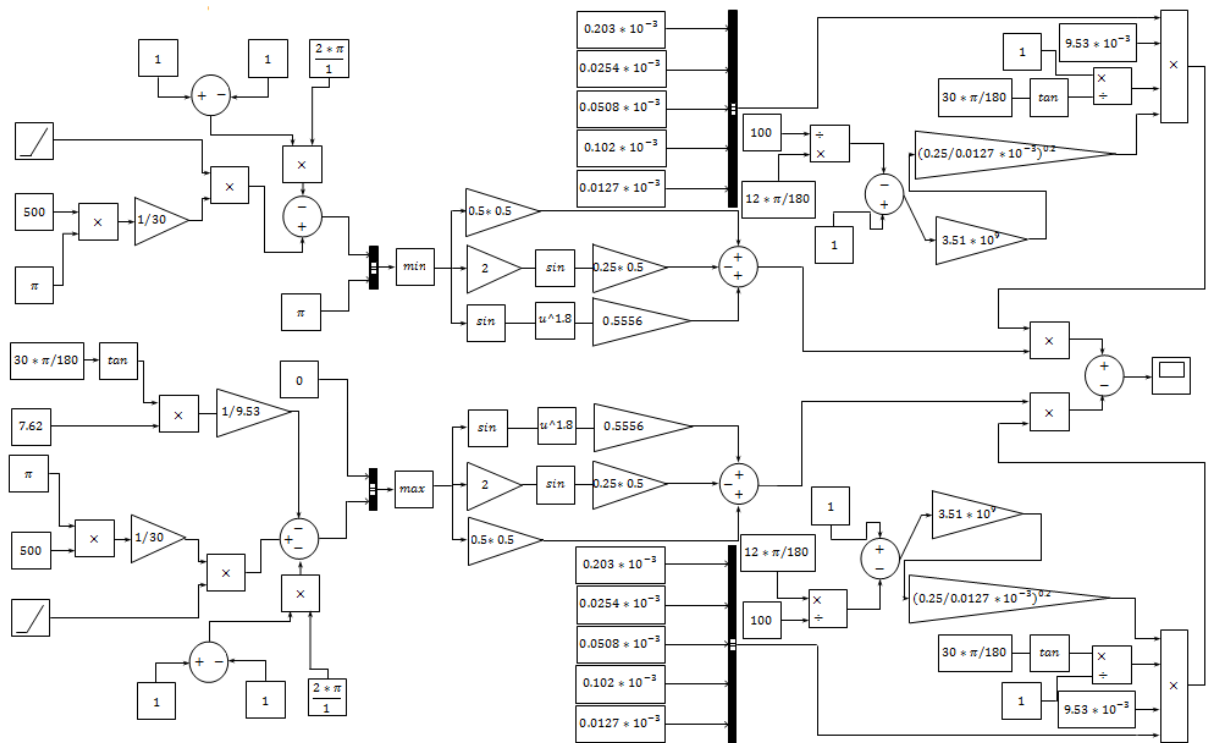 1
1
2 * π
1
500
π
×
1/30
×
×
−
+
+ −
π
min
0.5 * 0.5
2
sin
0.25 * 0.5
sin
u^1.8
0.5556
− +
+
0.203 * 10⁻³
0.0254 * 10⁻³
0.0508 * 10⁻³
0.102 * 10⁻³
0.0127 * 10⁻³
100
12 * π/180
÷
×
−
+
1
1
9.53 * 10⁻³
30 * π/180
tan
×
÷
(0.25/0.0127 * 10⁻³)^0.2
3.51 * 10⁹
×
×
+
−
×
30 * π/180
tan
7.62
×
1/9.53
0
π
500
×
1/30
×
−
+ −
×
+ −
1
1
2 * π
1
max
sin
u^1.8
0.5556
2
sin
0.25 * 0.5
0.5 * 0.5
+
− +
0.203 * 10⁻³
0.0254 * 10⁻³
0.0508 * 10⁻³
0.102 * 10⁻³
0.0127 * 10⁻³
1
12 * π/180
100
×
÷
+
−
3.51 * 10⁹
(0.25/0.0127 * 10⁻³)^0.2
30 * π/180
tan
×
÷
1
9.53 * 10⁻³
×